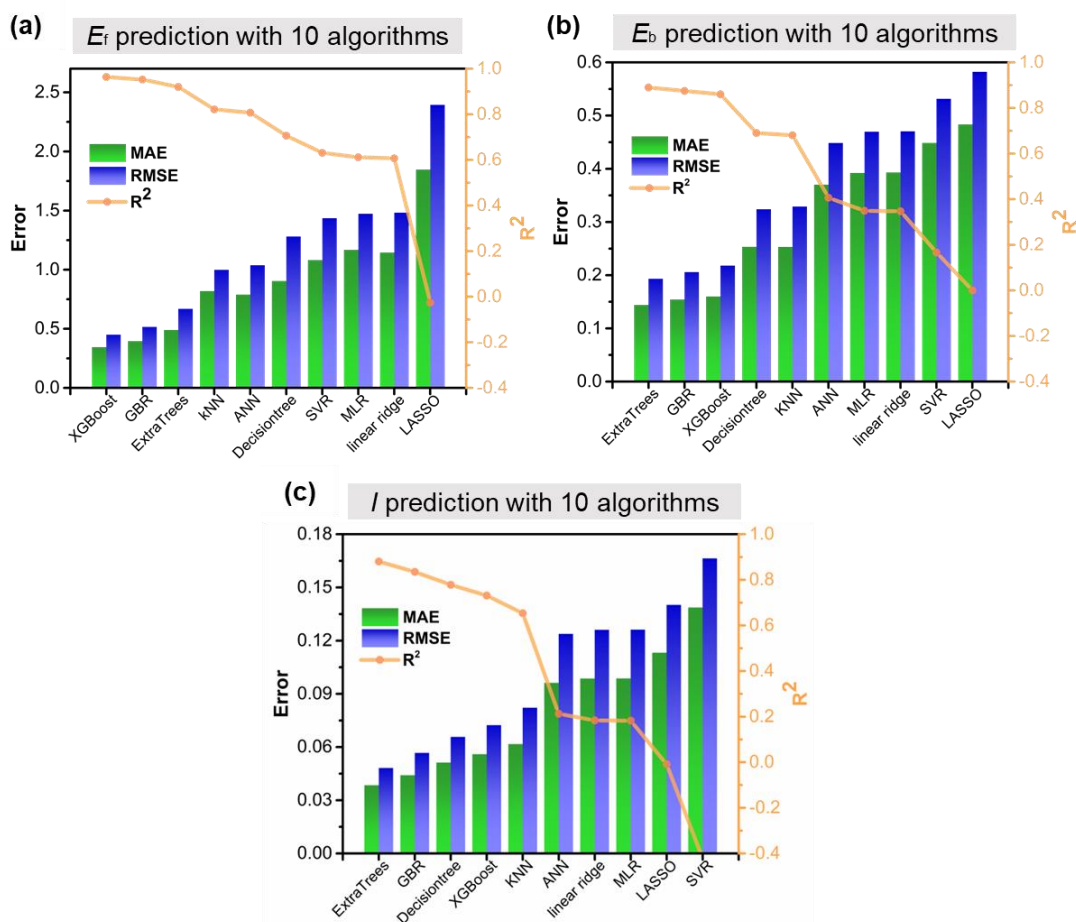 (a)
Ef prediction with 10 algorithms
2.5
2.0
1.5
1.0
0.5
0.0
Error
MAE
RMSE
R2
1.0
0.8
0.6
0.4
0.2
0.0
-0.2
-0.4
R2
XGBoost
GBR
ExtraTrees
kNN
ANN
Decisiontree
SVR
MLR
linear ridge
LASSO
(b)
Eb prediction with 10 algorithms
0.6
0.5
0.4
0.3
0.2
0.1
0.0
Error
MAE
RMSE
R2
1.0
0.8
0.6
0.4
0.2
0.0
-0.2
-0.4
R2
ExtraTrees
GBR
XGBoost
Decisiontree
KNN
ANN
MLR
linear ridge
SVR
LASSO
(c)
I prediction with 10 algorithms
0.18
0.15
0.12
0.09
0.06
0.03
0.00
Error
MAE
RMSE
R2
1.0
0.8
0.6
0.4
0.2
0.0
-0.2
-0.4
R2
ExtraTrees
GBR
Decisiontree
XGBoost
KNN
ANN
linear ridge
MLR
LASSO
SVR